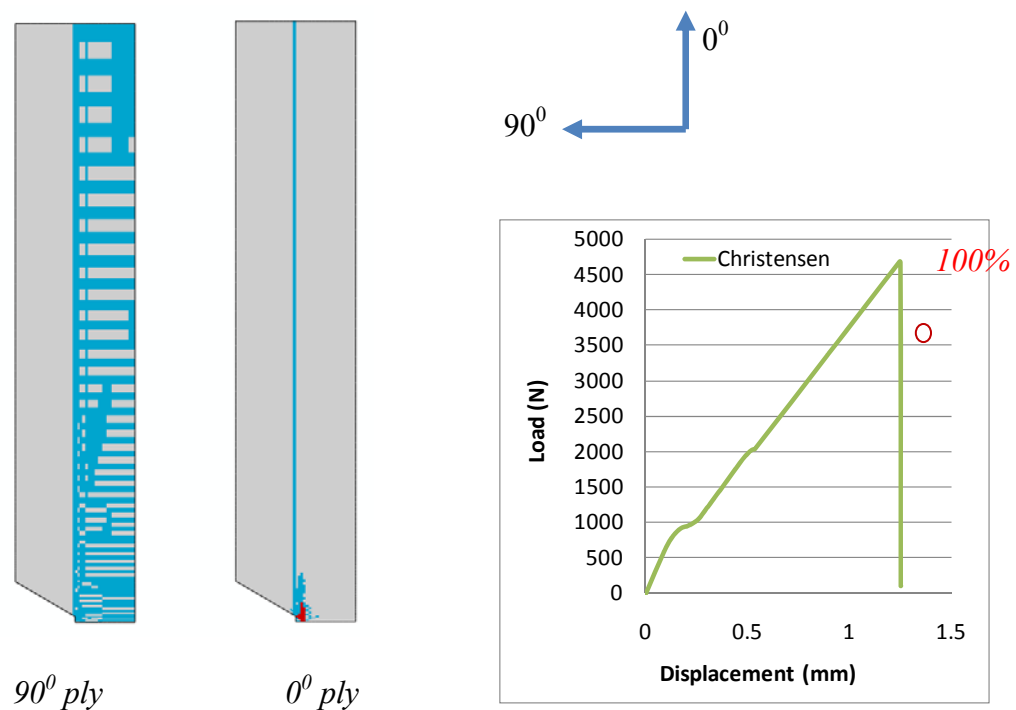 0⁰
90⁰
5000
4500
4000
3500
3000
2500
2000
1500
1000
500
0
Christensen
100%
Load (N)
0 0.5 1 1.5
Displacement (mm)
90⁰ ply
0⁰ ply